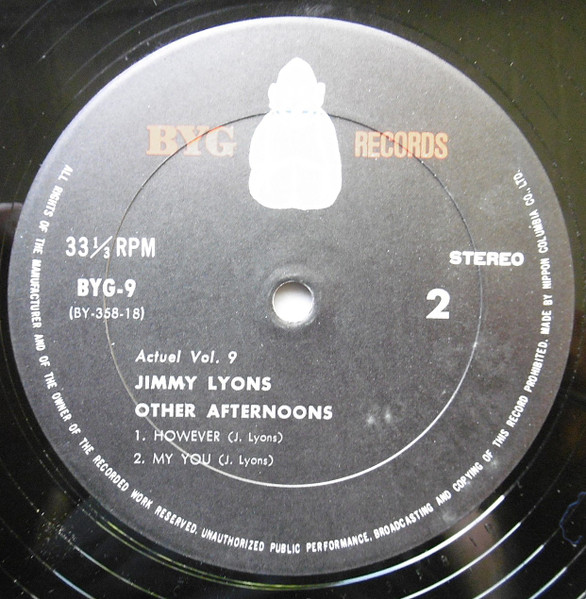 BYG RECORDS
33⅓ RPM
STEREO
BYG-9
(BY-358-18)
2
Actuel Vol. 9
JIMMY LYONS
OTHER AFTERNOONS
1. HOWEVER (J. Lyons)
2. MY YOU (J. Lyons)
ALL RIGHTS OF THE MANUFACTURER AND OF THE OWNER OF THE RECORDED WORK RESERVED. UNAUTHORIZED PUBLIC PERFORMANCE, BROADCASTING AND COPYING OF THIS RECORD PROHIBITED. MADE BY NIPPON COLUMBIA CO., LTD.